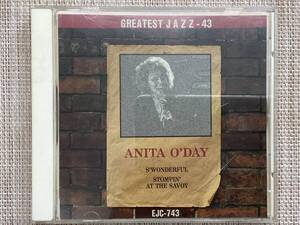 GREATEST JAZZ - 43
ANITA O'DAY
S'WONDERFUL
STOMPIN'
AT THE SAVOY
EJC-743